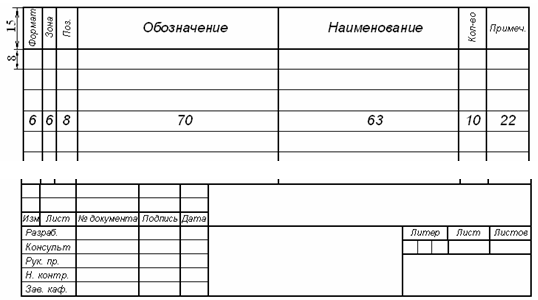 15 Формат Зона Поз. Обозначение Наименование Кол-во Примеч.
8
6 6 8 70 63 10 22
Изм Лист № документа Подпись Дата
Разраб. Литер Лист Листов
Консульт
Рук. пр.
Н. контр.
Зав. каф.